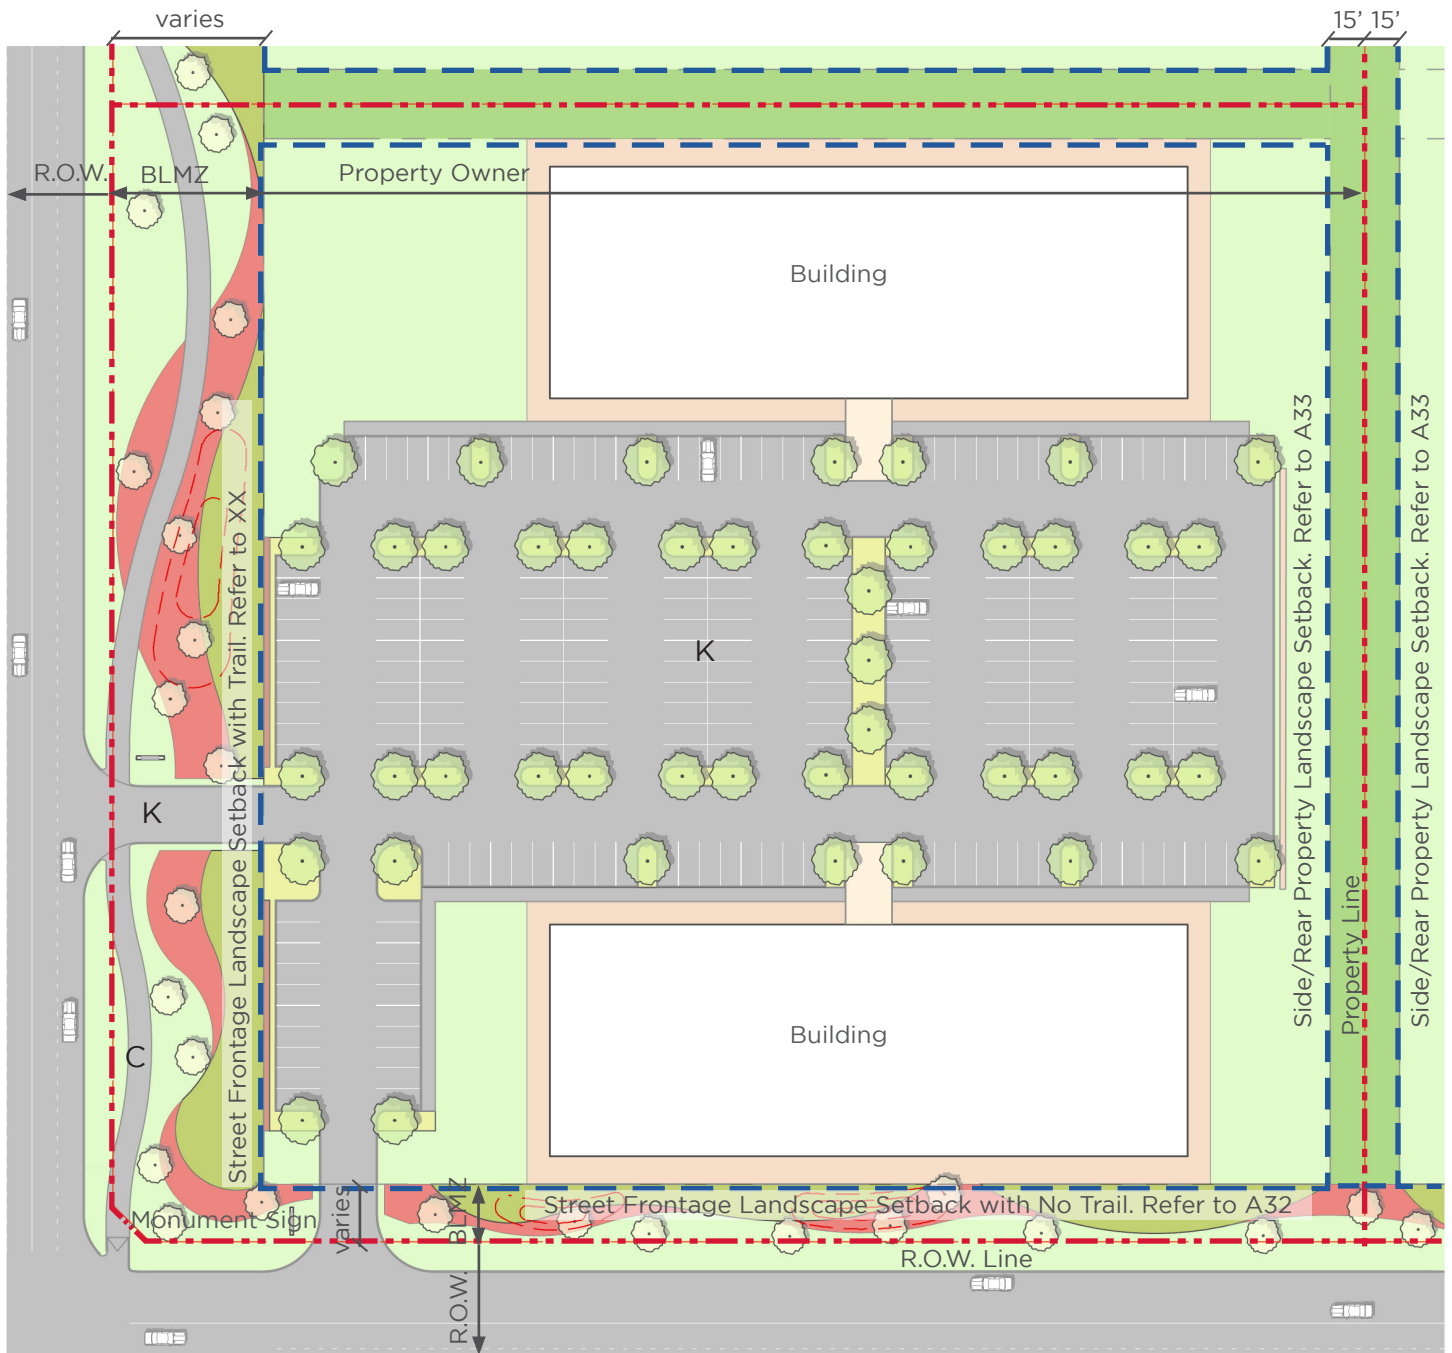 varies
15’ 15’
R.O.W.
BLMZ
Property Owner
Building
Street Frontage Landscape Setback with Trail. Refer to XX
Side/Rear Property Landscape Setback. Refer to A33
Property Line
Side/Rear Property Landscape Setback. Refer to A33
K
K
C
Building
Monument Sign
varies
BLMZ
Street Frontage Landscape Setback with No Trail. Refer to A32
R.O.W. Line
R.O.W.